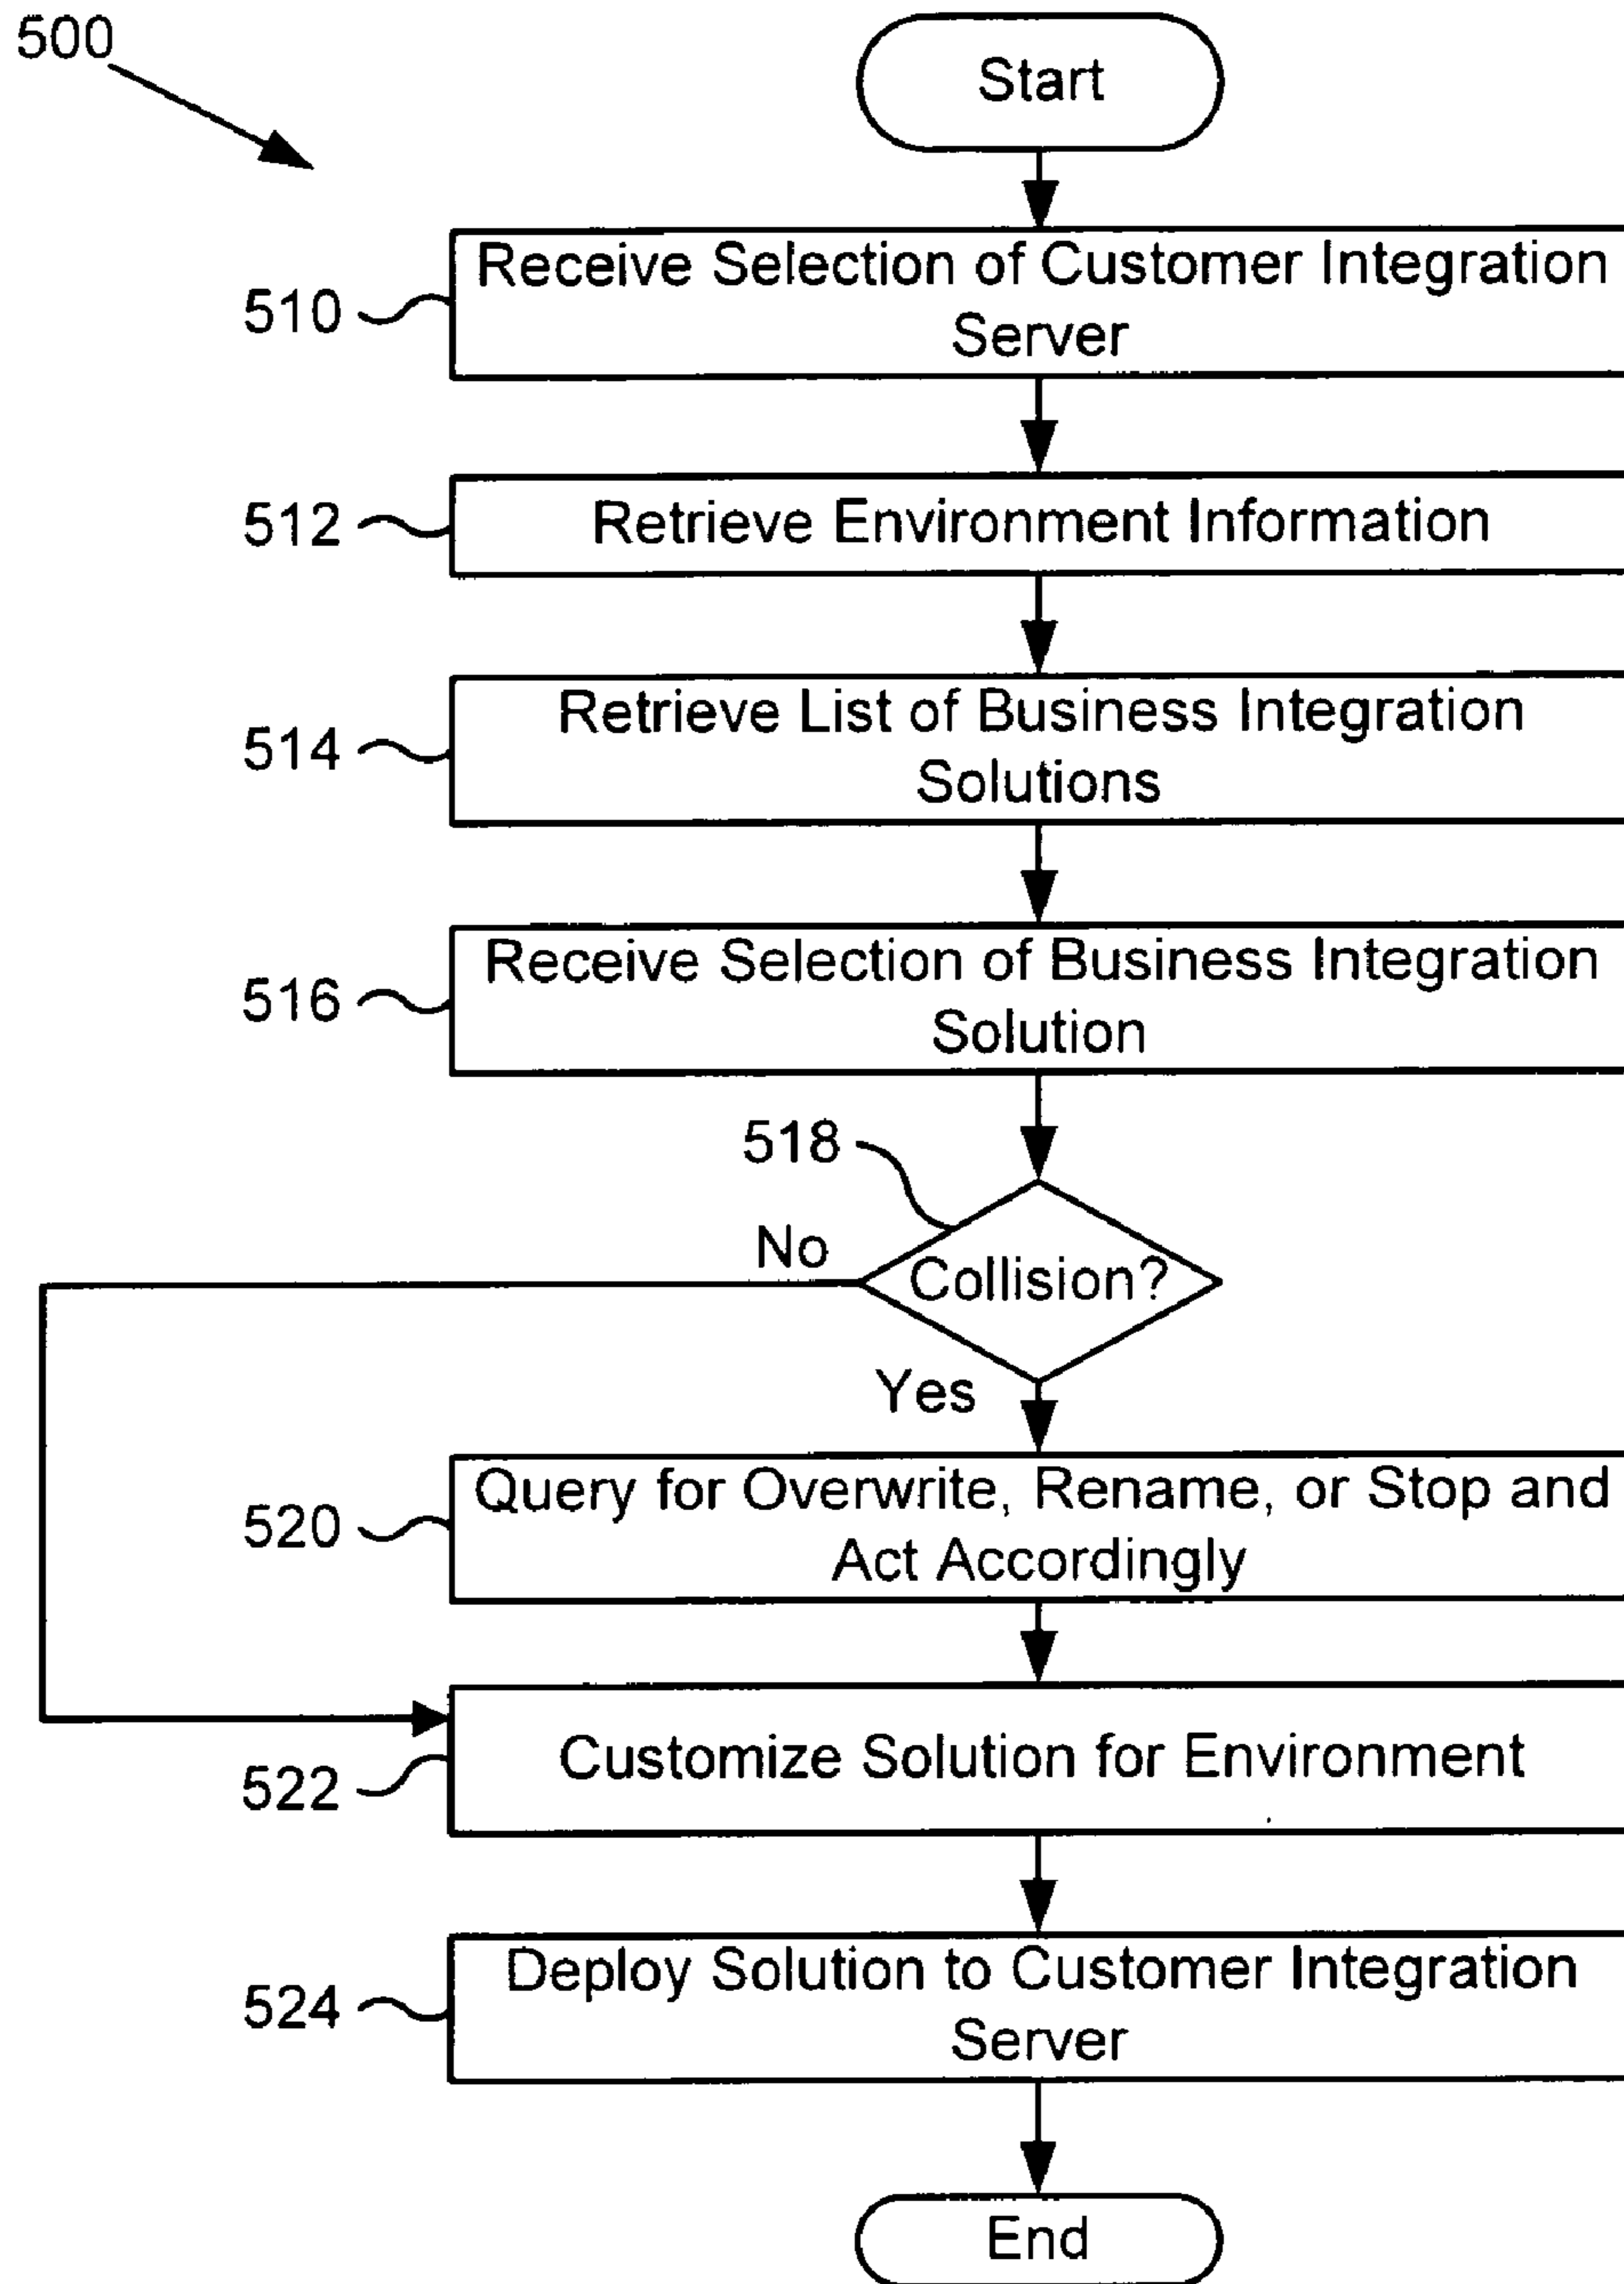 500
Start
510
Receive Selection of Customer Integration
Server
512
Retrieve Environment Information
514
Retrieve List of Business Integration
Solutions
516
Receive Selection of Business Integration
Solution
518
No
Collision?
Yes
520
Query for Overwrite, Rename, or Stop and
Act Accordingly
522
Customize Solution for Environment
524
Deploy Solution to Customer Integration
Server
End